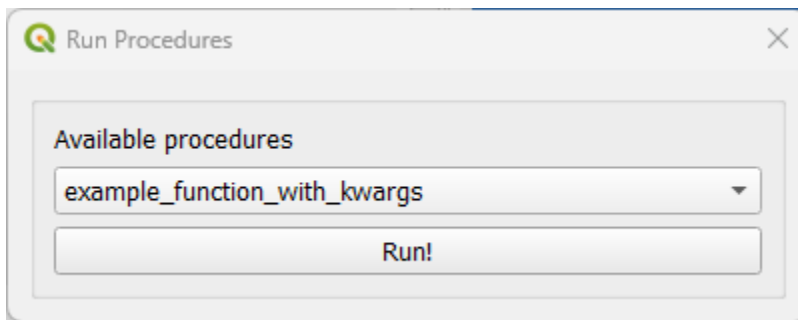 Run Procedures
Available procedures
example_function_with_kwargs
Run!